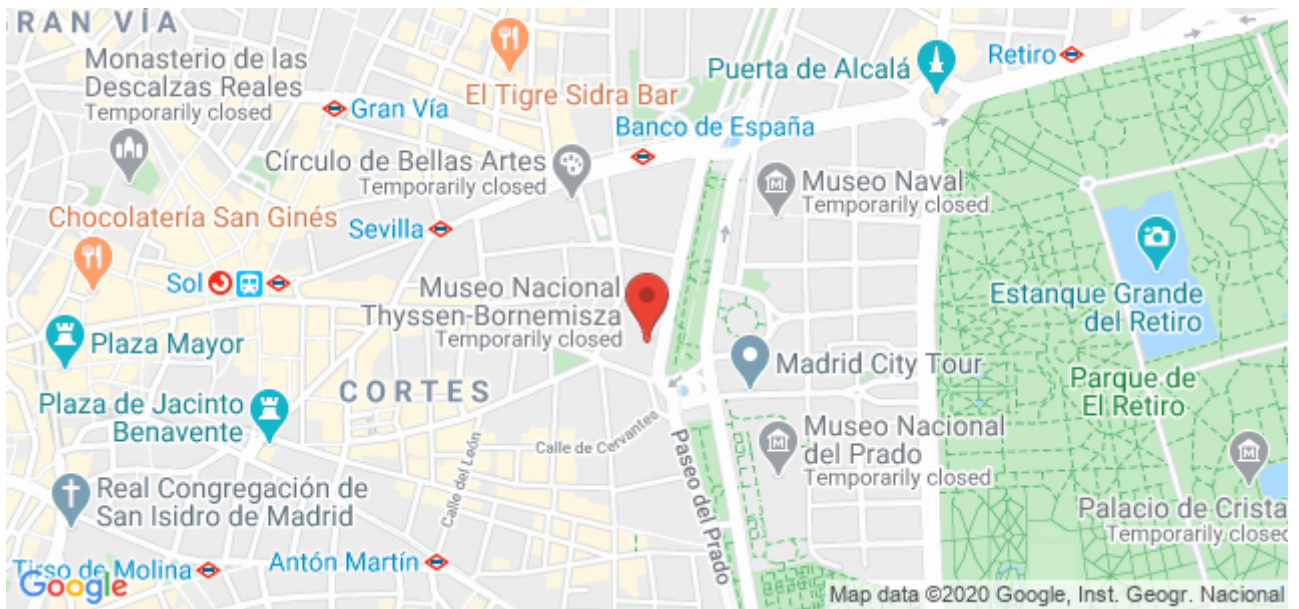 GRAN VÍA
Monasterio de las
Descalzas Reales
Temporarily closed
El Tigre Sidra Bar
Gran Vía
Puerta de Alcalá
Retiro
Banco de España
Círculo de Bellas Artes
Temporarily closed
Museo Naval
Temporarily closed
Chocolatería San Ginés
Sevilla
Sol
Museo Nacional
Thyssen-Bornemisza
Temporarily closed
Estanque Grande
del Retiro
Plaza Mayor
Madrid City Tour
CORTES
Parque de
El Retiro
Plaza de Jacinto
Benavente
Calle de Cervantes
Calle del León
Paseo del Prado
Museo Nacional
del Prado
Temporarily closed
Real Congregación de
San Isidro de Madrid
Palacio de Crista
Temporarily closed
Tirso de Molina
Antón Martín
Google
Map data ©2020 Google, Inst. Geogr. Nacional